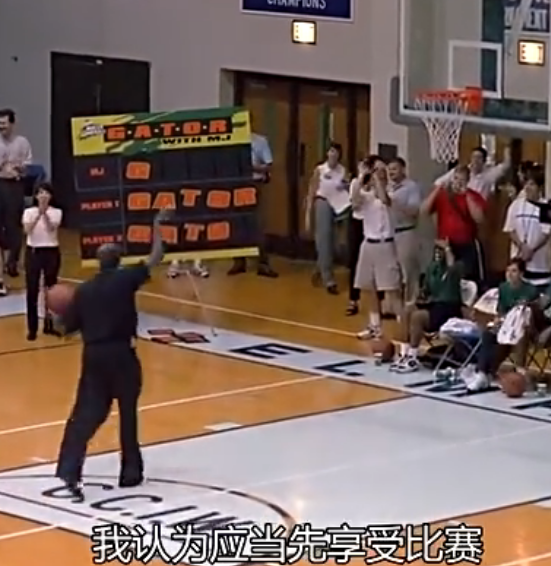 CHAMPIONS
G·A·T·O·R
WITH MJ
MJ G
PLAYER 1 GATOR
PLAYER 2 GATO
E L
C.C.I.W
我认为应当先享受比赛